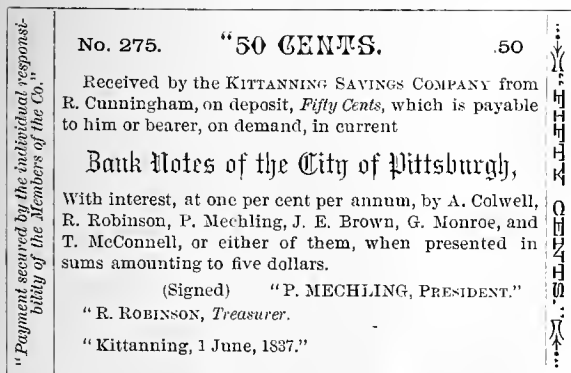 "Payment secured by the individual responsi-
bility of the Members of the Co."
No. 275. "50 CENTS. .50
Received by the KITTANNING SAVINGS COMPANY from
R. Cunningham, on deposit, Fifty Cents, which is payable
to him or bearer, on demand, in current
Bank Notes of the City of Pittsburgh,
With interest, at one per cent per annum, by A. Colwell,
R. Robinson, P. Mechling, J. E. Brown, G. Monroe, and
T. McConnell, or either of them, when presented in
sums amounting to five dollars.
(Signed) "P. MECHLING, PRESIDENT."
"R. ROBINSON, Treasurer.
"Kittanning, 1 June, 1837."
"FIFTY CENTS."